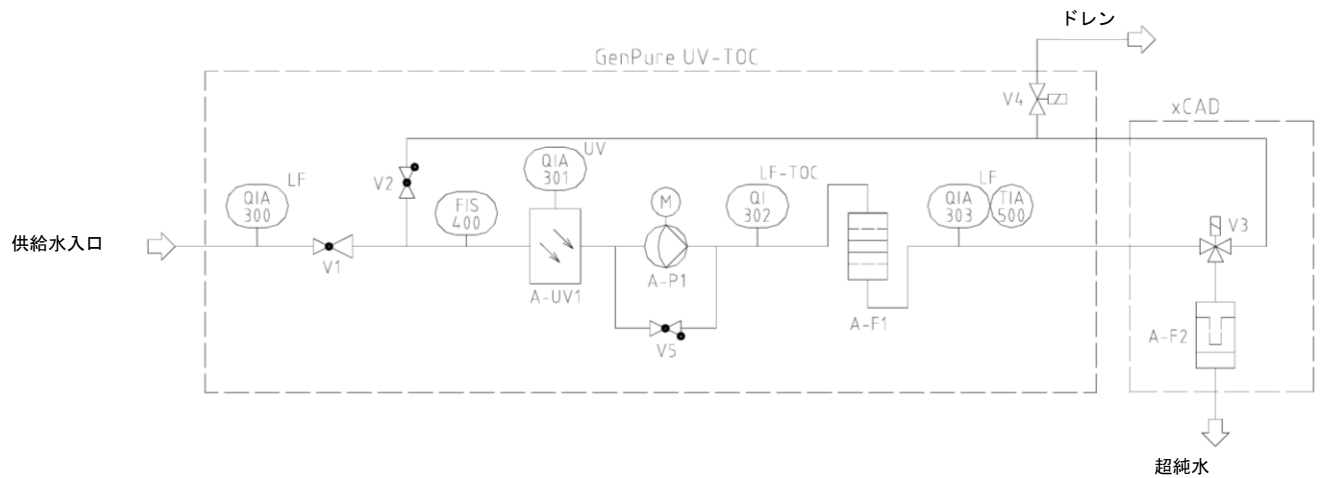 ドレン
GenPure UV-TOC
V4
xCAD
UV
QIA
301
LF
QIA
300
V2
FIS
400
M
LF-TOC
QI
302
LF
QIA
303
TIA
500
V3
供給水入口
V1
A-UV1
A-P1
A-F1
V5
A-F2
超純水